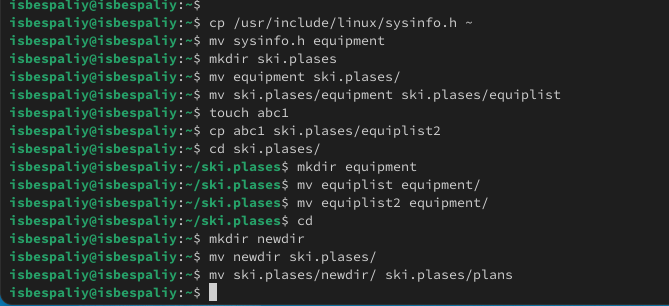 isbespaliy@isbespaliy:~$
isbespaliy@isbespaliy:~$ cp /usr/include/linux/sysinfo.h ~
isbespaliy@isbespaliy:~$ mv sysinfo.h equipment
isbespaliy@isbespaliy:~$ mkdir ski.plases
isbespaliy@isbespaliy:~$ mv equipment ski.plases/
isbespaliy@isbespaliy:~$ mv ski.plases/equipment ski.plases/equiplist
isbespaliy@isbespaliy:~$ touch abc1
isbespaliy@isbespaliy:~$ cp abc1 ski.plases/equiplist2
isbespaliy@isbespaliy:~$ cd ski.plases/
isbespaliy@isbespaliy:~/ski.plases$ mkdir equipment
isbespaliy@isbespaliy:~/ski.plases$ mv equiplist equipment/
isbespaliy@isbespaliy:~/ski.plases$ mv equiplist2 equipment/
isbespaliy@isbespaliy:~/ski.plases$ cd
isbespaliy@isbespaliy:~$ mkdir newdir
isbespaliy@isbespaliy:~$ mv newdir ski.plases/
isbespaliy@isbespaliy:~$ mv ski.plases/newdir/ ski.plases/plans
isbespaliy@isbespaliy:~$